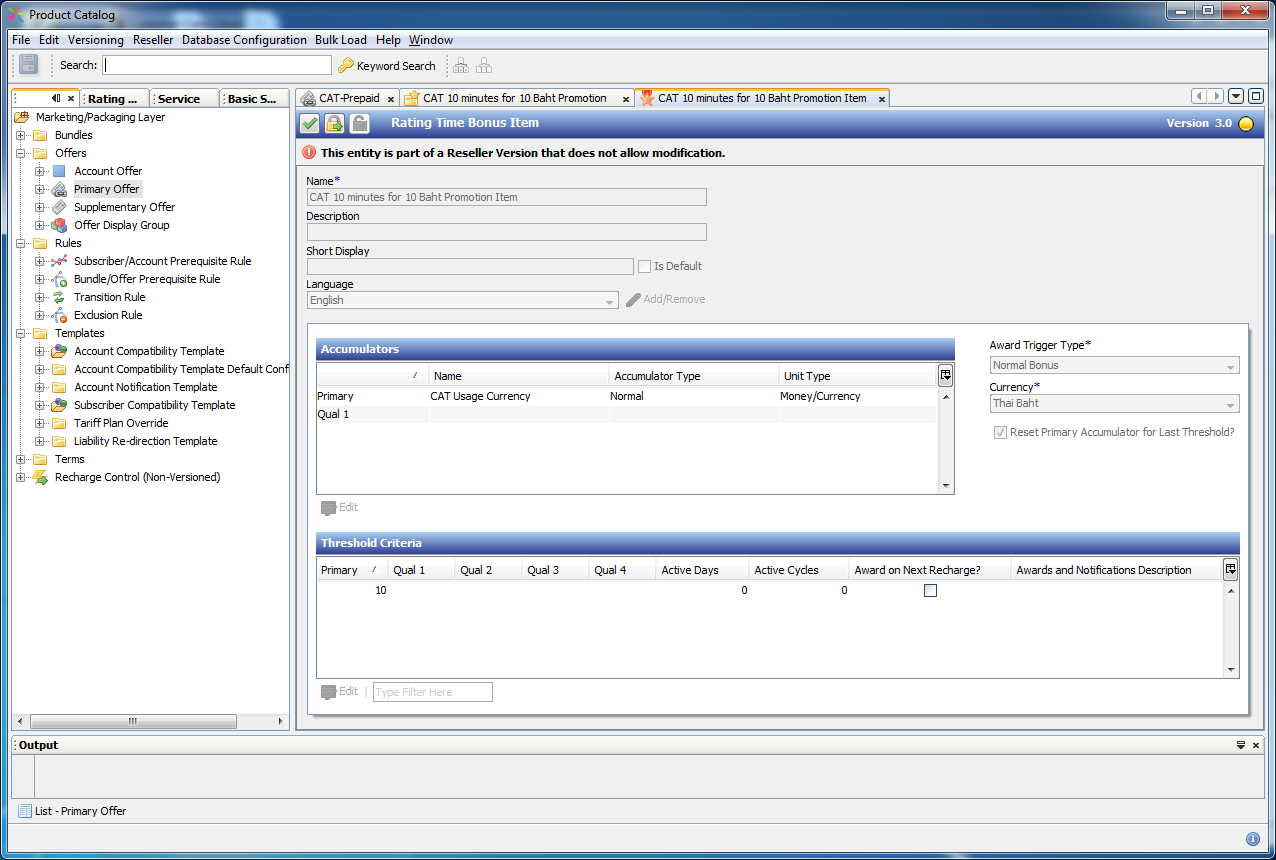 Product Catalog
File Edit Versioning Reseller Database Configuration Bulk Load Help Window
Search: Keyword Search
Rating ... Service Basic S...
CAT-Prepaid CAT 10 minutes for 10 Baht Promotion CAT 10 minutes for 10 Baht Promotion Item
Marketing/Packaging Layer
Bundles
Offers
Account Offer
Primary Offer
Supplementary Offer
Offer Display Group
Rules
Subscriber/Account Prerequisite Rule
Bundle/Offer Prerequisite Rule
Transition Rule
Exclusion Rule
Templates
Account Compatibility Template
Account Compatibility Template Default Conf
Account Notification Template
Subscriber Compatibility Template
Tariff Plan Override
Liability Re-direction Template
Terms
Recharge Control (Non-Versioned)
Rating Time Bonus Item Version 3.0
This entity is part of a Reseller Version that does not allow modification.
Name*
CAT 10 minutes for 10 Baht Promotion Item
Description
Short Display
Is Default
Language
English Add/Remove
Accumulators
Name Accumulator Type Unit Type
Primary CAT Usage Currency Normal Money/Currency
Qual 1
Edit
Award Trigger Type*
Normal Bonus
Currency*
Thai Baht
Reset Primary Accumulator for Last Threshold?
Threshold Criteria
Primary Qual 1 Qual 2 Qual 3 Qual 4 Active Days Active Cycles Award on Next Recharge? Awards and Notifications Description
10 0 0
Edit Type Filter Here
Output
List - Primary Offer